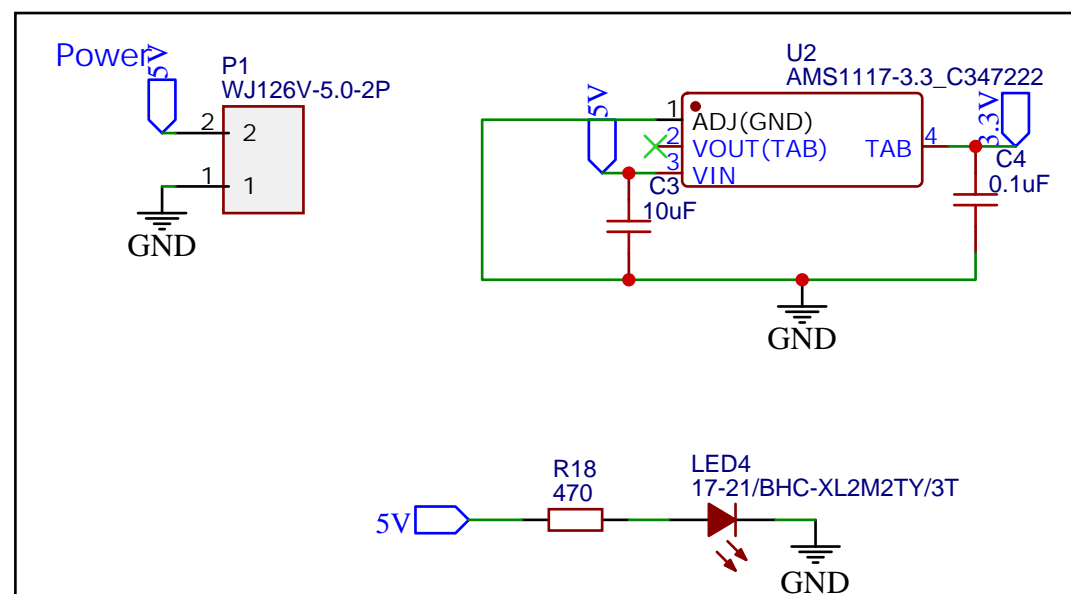 Power
5V
P1
WJ126V-5.0-2P
2 2
1 1
GND
U2
AMS1117-3.3_C347222
5V
1 ADJ(GND)
2 VOUT(TAB)
3 VIN
TAB 4
3.3V
C3
10uF
C4
0.1uF
GND
R18
470
LED4
17-21/BHC-XL2M2TY/3T
5V
GND